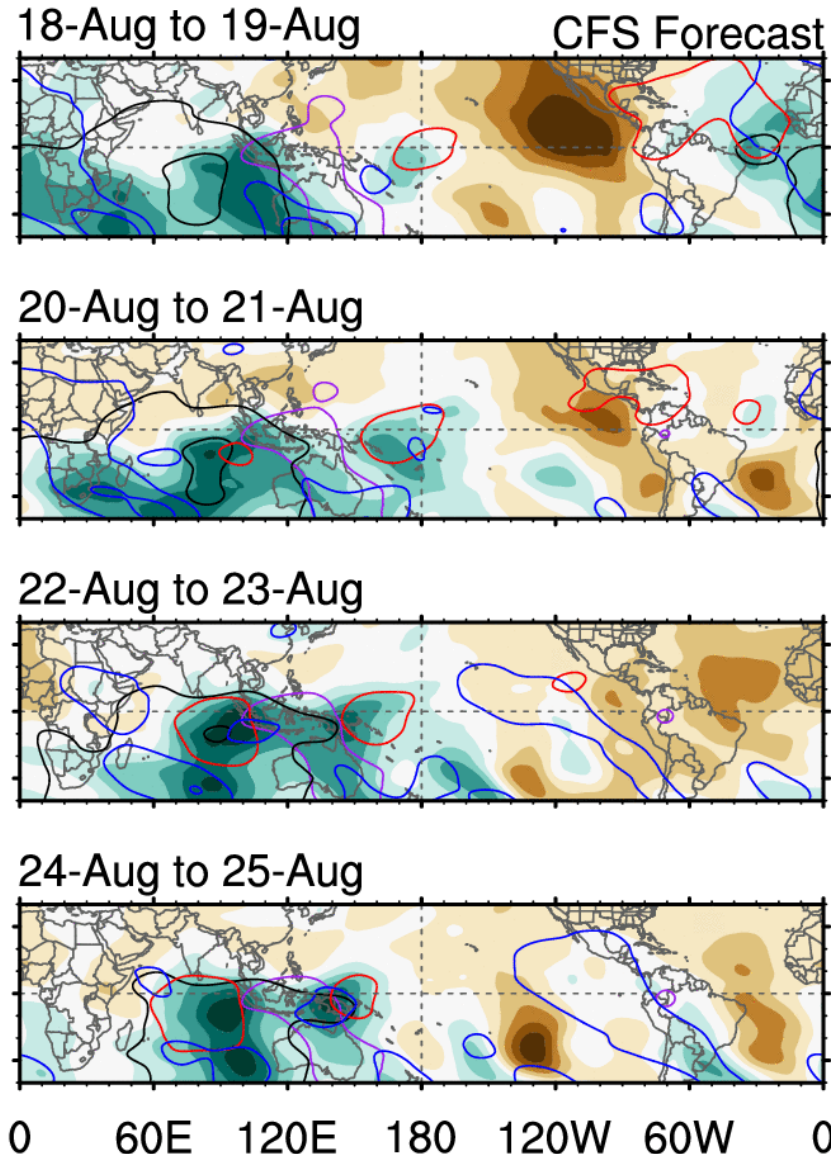 18-Aug to 19-Aug CFS Forecast
20-Aug to 21-Aug
22-Aug to 23-Aug
24-Aug to 25-Aug
0 60E 120E 180 120W 60W 0